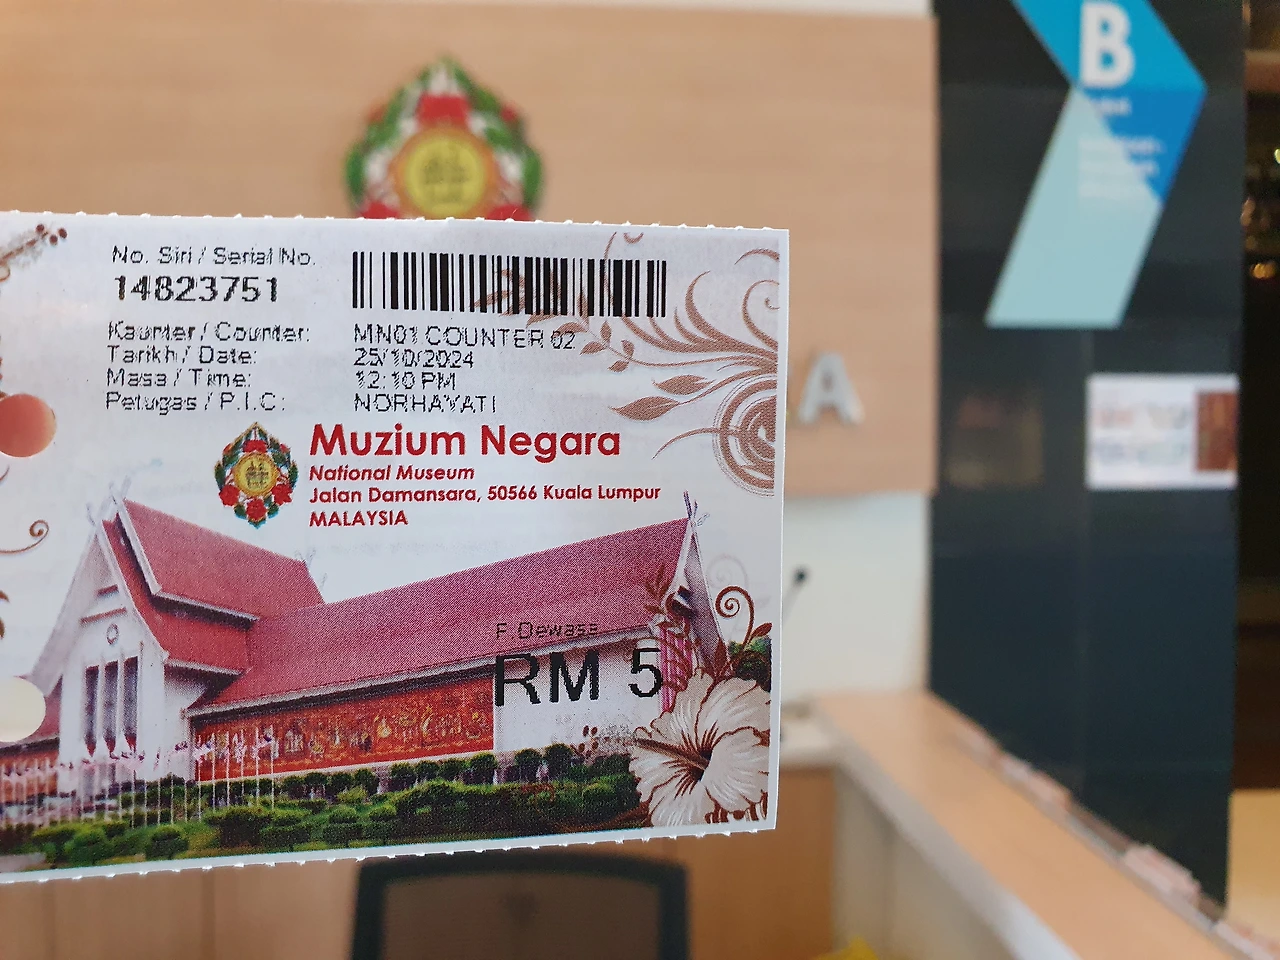 No. Siri / Serial No.
14823751
Kaunter / Counter: MN01 COUNTER 02
Tarikh / Date: 25/10/2024
Masa / Time: 12:10 PM
Petugas / P.I.C: NORHAYATI
Muzium Negara
National Museum
Jalan Damansara, 50566 Kuala Lumpur
MALAYSIA
F Dewasa
RM 5
B
A